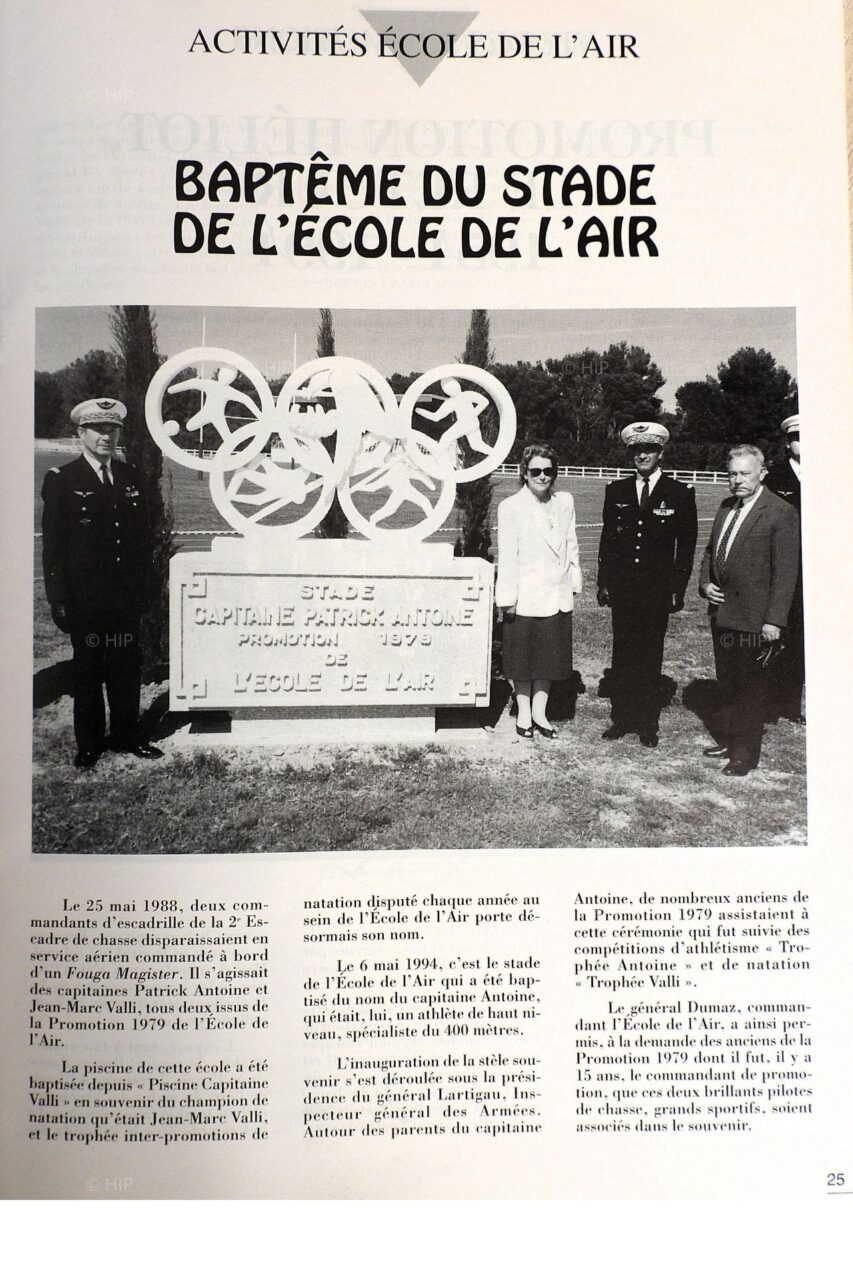 ACTIVITÉS ÉCOLE DE L'AIR
BAPTÊME DU STADE
DE L'ÉCOLE DE L'AIR
STADE
CAPITAINE PATRICK ANTOINE
PROMOTION 1979
DE
L'ECOLE DE L'AIR
Le 25 mai 1988, deux com-
mandants d'escadrille de la 2e Es-
cadre de chasse disparaissaient en
service aérien commandé à bord
d'un Fouga Magister. Il s'agissait
des capitaines Patrick Antoine et
Jean-Marc Valli, tous deux issus de
la Promotion 1979 de l'École de
l'Air.
La piscine de cette école a été
baptisée depuis « Piscine Capitaine
Valli » en souvenir du champion de
natation qu'était Jean-Marc Valli,
et le trophée inter-promotions de
natation disputé chaque année au
sein de l'École de l'Air porte dé-
sormais son nom.
Le 6 mai 1994, c'est le stade
de l'École de l'Air qui a été bap-
tisé du nom du capitaine Antoine,
qui était, lui, un athlète de haut ni-
veau, spécialiste du 400 mètres.
L'inauguration de la stèle sou-
venir s'est déroulée sous la prési-
dence du général Lartigau, Ins-
pecteur général des Armées.
Autour des parents du capitaine
Antoine, de nombreux anciens de
la Promotion 1979 assistaient à
cette cérémonie qui fut suivie des
compétitions d'athlétisme « Tro-
phée Antoine » et de natation
« Trophée Valli ».
Le général Dumaz, comman-
dant l'École de l'Air, a ainsi per-
mis, à la demande des anciens de la
Promotion 1979 dont il fut, il y a
15 ans, le commandant de promo-
tion, que ces deux brillants pilotes
de chasse, grands sportifs, soient
associés dans le souvenir.
25
© HIP
© HIP
© HIP
© HIP
© HIP
© HIP